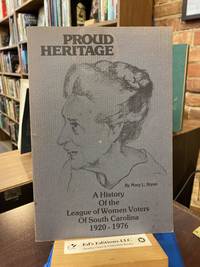 PROUD
HERITAGE
By Mary L. Bryan
A History
Of the
League of Women Voters
Of South Carolina
1920 - 1976
Ed's Editions LLC.